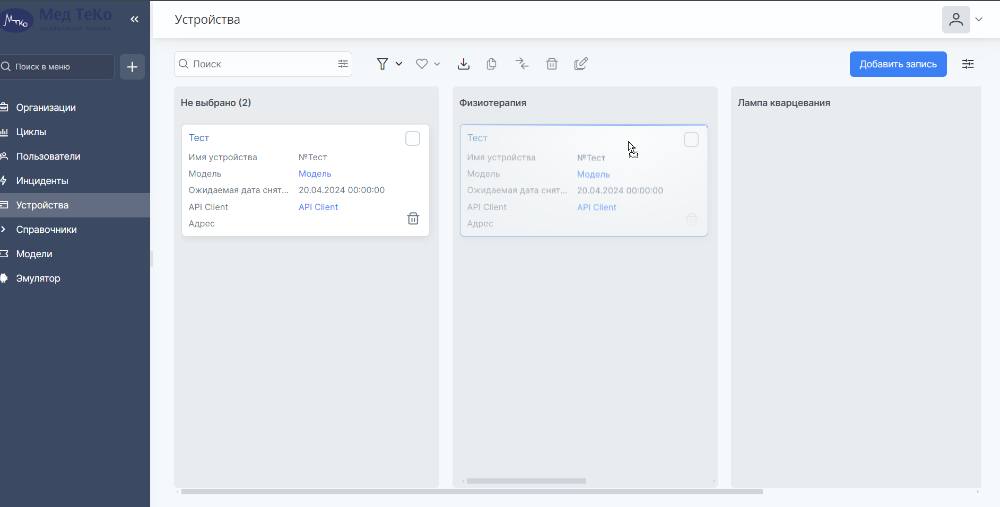 Мед ТеКо
медицинская техника
МТКо
Устройства
Поиск в меню
Поиск
Добавить запись
Организации
Циклы
Пользователи
Инциденты
Устройства
Справочники
Модели
Эмулятор
Не выбрано (2)
Тест
Имя устройства №Тест
Модель Модель
Ожидаемая дата снят... 20.04.2024 00:00:00
API Client API Client
Адрес
Физиотерапия
Тест
Имя устройства №Тест
Модель Модель
Ожидаемая дата снят... 20.04.2024 00:00:00
API Client API Client
Адрес
Лампа кварцевания